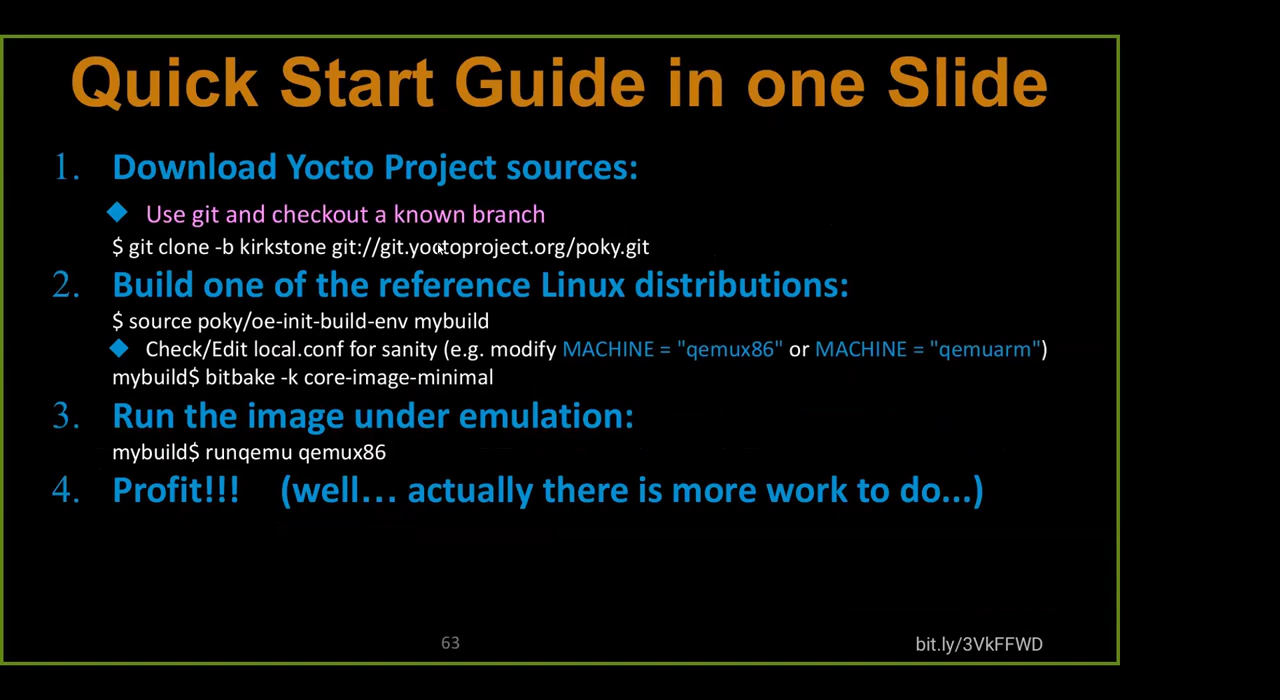 Quick Start Guide in one Slide
1. Download Yocto Project sources:
Use git and checkout a known branch
$ git clone -b kirkstone git://git.yoctoproject.org/poky.git
2. Build one of the reference Linux distributions:
$ source poky/oe-init-build-env mybuild
Check/Edit local.conf for sanity (e.g. modify MACHINE = "qemux86" or MACHINE = "qemuarm")
mybuild$ bitbake -k core-image-minimal
3. Run the image under emulation:
mybuild$ runqemu qemux86
4. Profit!!! (well… actually there is more work to do...)
63
bit.ly/3VkFFWD